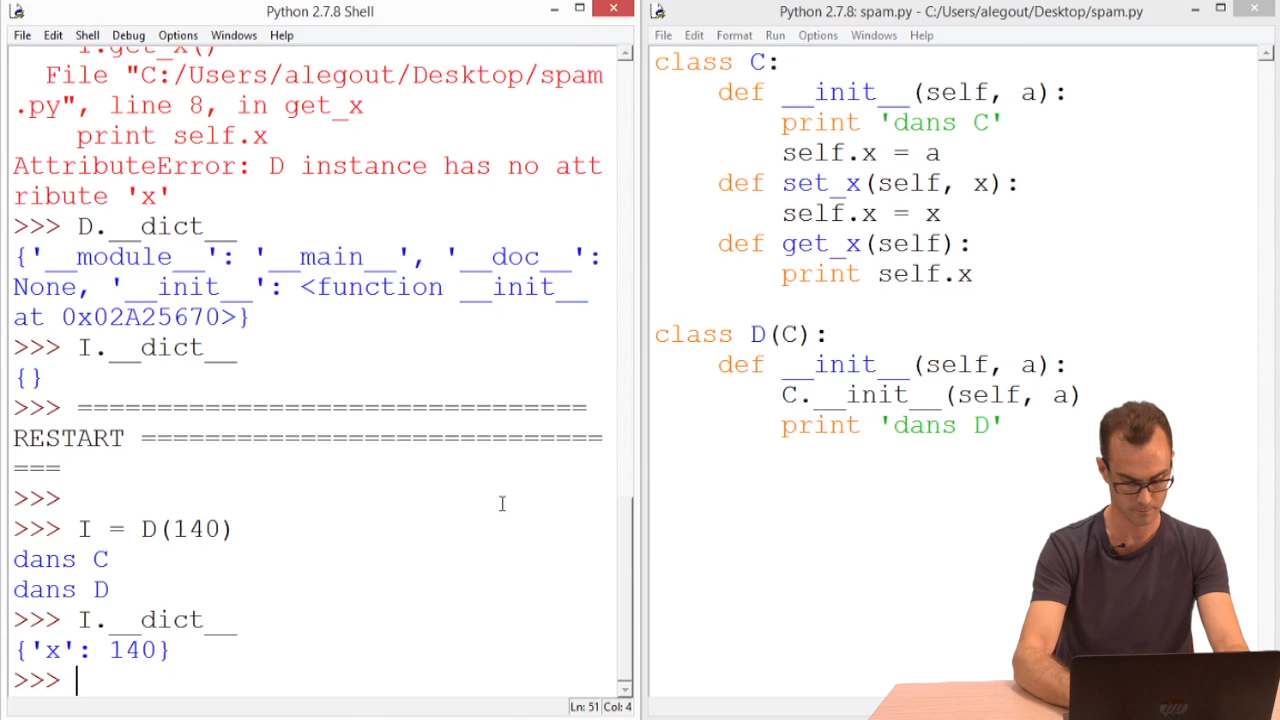 Python 2.7.8 Shell
File Edit Shell Debug Options Windows Help
I.get_x()
File "C:/Users/alegout/Desktop/spam
.py", line 8, in get_x
print self.x
AttributeError: D instance has no att
ribute 'x'
>>> D.__dict__
{'__module__': '__main__', '__doc__':
None, '__init__': <function __init__
at 0x02A25670>}
>>> I.__dict__
{}
>>> ================================
RESTART =============================
===
>>>
>>> I = D(140)
dans C
dans D
>>> I.__dict__
{'x': 140}
>>>
Ln: 51 Col: 4
Python 2.7.8: spam.py - C:/Users/alegout/Desktop/spam.py
File Edit Format Run Options Windows Help
class C:
def __init__(self, a):
print 'dans C'
self.x = a
def set_x(self, x):
self.x = x
def get_x(self):
print self.x
class D(C):
def __init__(self, a):
C.__init__(self, a)
print 'dans D'